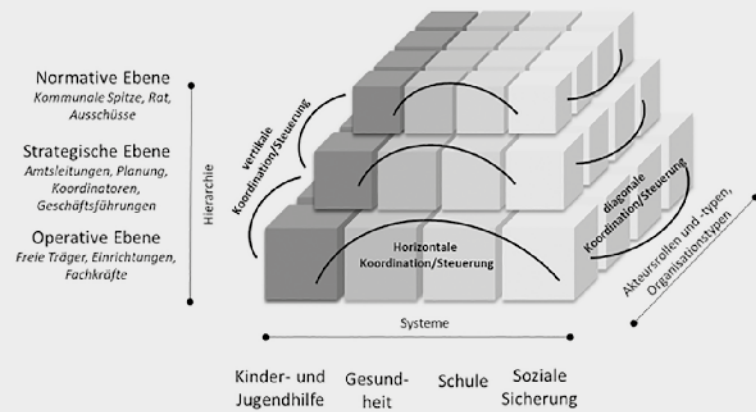 Normative Ebene
Kommunale Spitze, Rat,
Ausschüsse
Strategische Ebene
Amtsleitungen, Planung,
Koordinatoren,
Geschäftsführungen
Operative Ebene
Freie Träger, Einrichtungen,
Fachkräfte
Hierarchie
vertikale
Koordination/Steuerung
Horizontale
Koordination/Steuerung
diagonale
Koordination/Steuerung
Akteursrollen und -typen,
Organisationstypen
Systeme
Kinder- und
Jugendhilfe
Gesund-
heit
Schule
Soziale
Sicherung